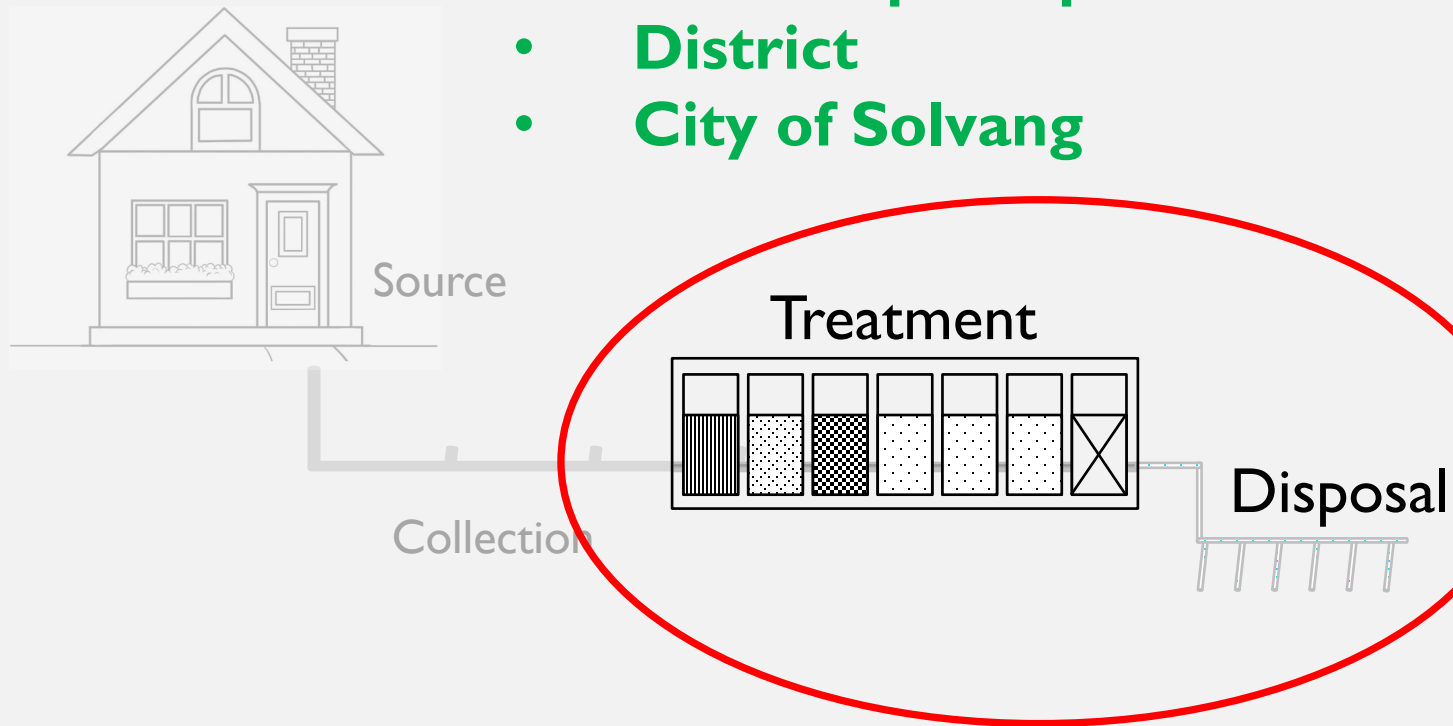 • District
• City of Solvang
Source
Treatment
Disposal
Collection